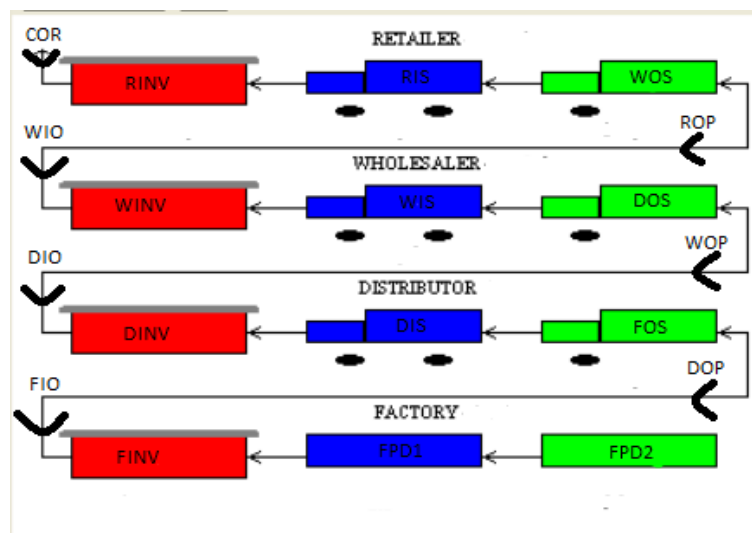 COR
RETAILER
RINV RIS WOS
WIO ROP
WHOLESALER
WINV WIS DOS
DIO WOP
DISTRIBUTOR
DINV DIS FOS
FIO DOP
FACTORY
FINV FPD1 FPD2